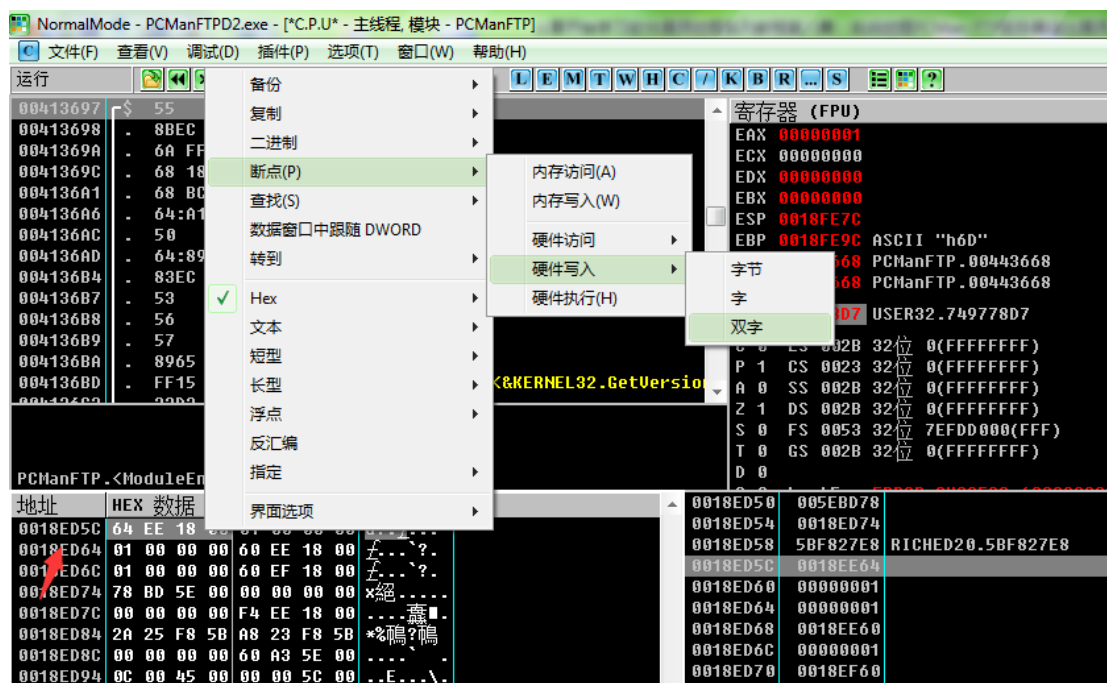 NormalMode - PCManFTPD2.exe - [*C.P.U* - 主线程, 模块 - PCManFTP]
C 文件(F) 查看(V) 调试(D) 插件(P) 选项(T) 窗口(W) 帮助(H)
运行 L E M T W H C / K B R ... S ?
00413697 $ 55
00413698 . 8BEC
0041369A . 6A FF
0041369C . 68 18
004136A1 . 68 BC
004136A6 . 64:A1
004136AC . 50
004136AD . 64:89
004136B4 . 83EC
004136B7 . 53
004136B8 . 56
004136B9 . 57
004136BA . 8965
004136BD . FF15 <&KERNEL32.GetVersio
PCManFTP.<ModuleEn
备份
复制
二进制
断点(P)
查找(S)
数据窗口中跟随 DWORD
转到
Hex
文本
短型
长型
浮点
反汇编
指定
界面选项
内存访问(A)
内存写入(W)
硬件访问
硬件写入
硬件执行(H)
字节
字
双字
寄存器 (FPU)
EAX 00000001
ECX 00000000
EDX 00000000
EBX 00000000
ESP 0018FE7C
EBP 0018FE9C ASCII "h6D"
668 PCManFTP.00443668
668 PCManFTP.00443668
8D7 USER32.749778D7
C 0 ES 002B 32位 0(FFFFFFFF)
P 1 CS 0023 32位 0(FFFFFFFF)
A 0 SS 002B 32位 0(FFFFFFFF)
Z 1 DS 002B 32位 0(FFFFFFFF)
S 0 FS 0053 32位 7EFDD000(FFF)
T 0 GS 002B 32位 0(FFFFFFFF)
D 0
地址 HEX 数据
0018ED5C 64 EE 18
0018ED64 01 00 00 00 60 EE 18 00
0018ED6C 01 00 00 00 60 EF 18 00
0018ED74 78 BD 5E 00 00 00 00 00 x絕.....
0018ED7C 00 00 00 00 F4 EE 18 00
0018ED84 2A 25 F8 5B A8 23 F8 5B
0018ED8C 00 00 00 00 60 A3 5E 00
0018ED94 0C 00 45 00 00 00 5C 00 ..E...\.
0018ED50 005EBD78
0018ED54 0018ED74
0018ED58 5BF827E8 RICHED20.5BF827E8
0018ED5C 0018EE64
0018ED60 00000001
0018ED64 00000001
0018ED68 0018EE60
0018ED6C 00000001
0018ED70 0018EF60